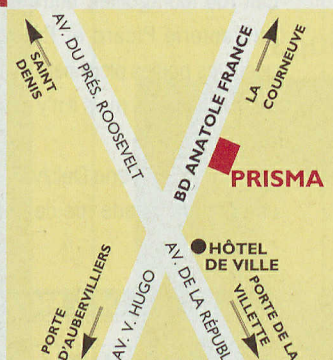 AV. DU PRÉS. ROOSEVELT
SAINT
DENIS
BD ANATOLE FRANCE
LA
COURNEUVE
PRISMA
HÔTEL
DE VILLE
PORTE
D'AUBERVILLIERS
AV. V. HUGO
AV. DE LA RÉPUBL
PORTE DE LA
VILLETTE